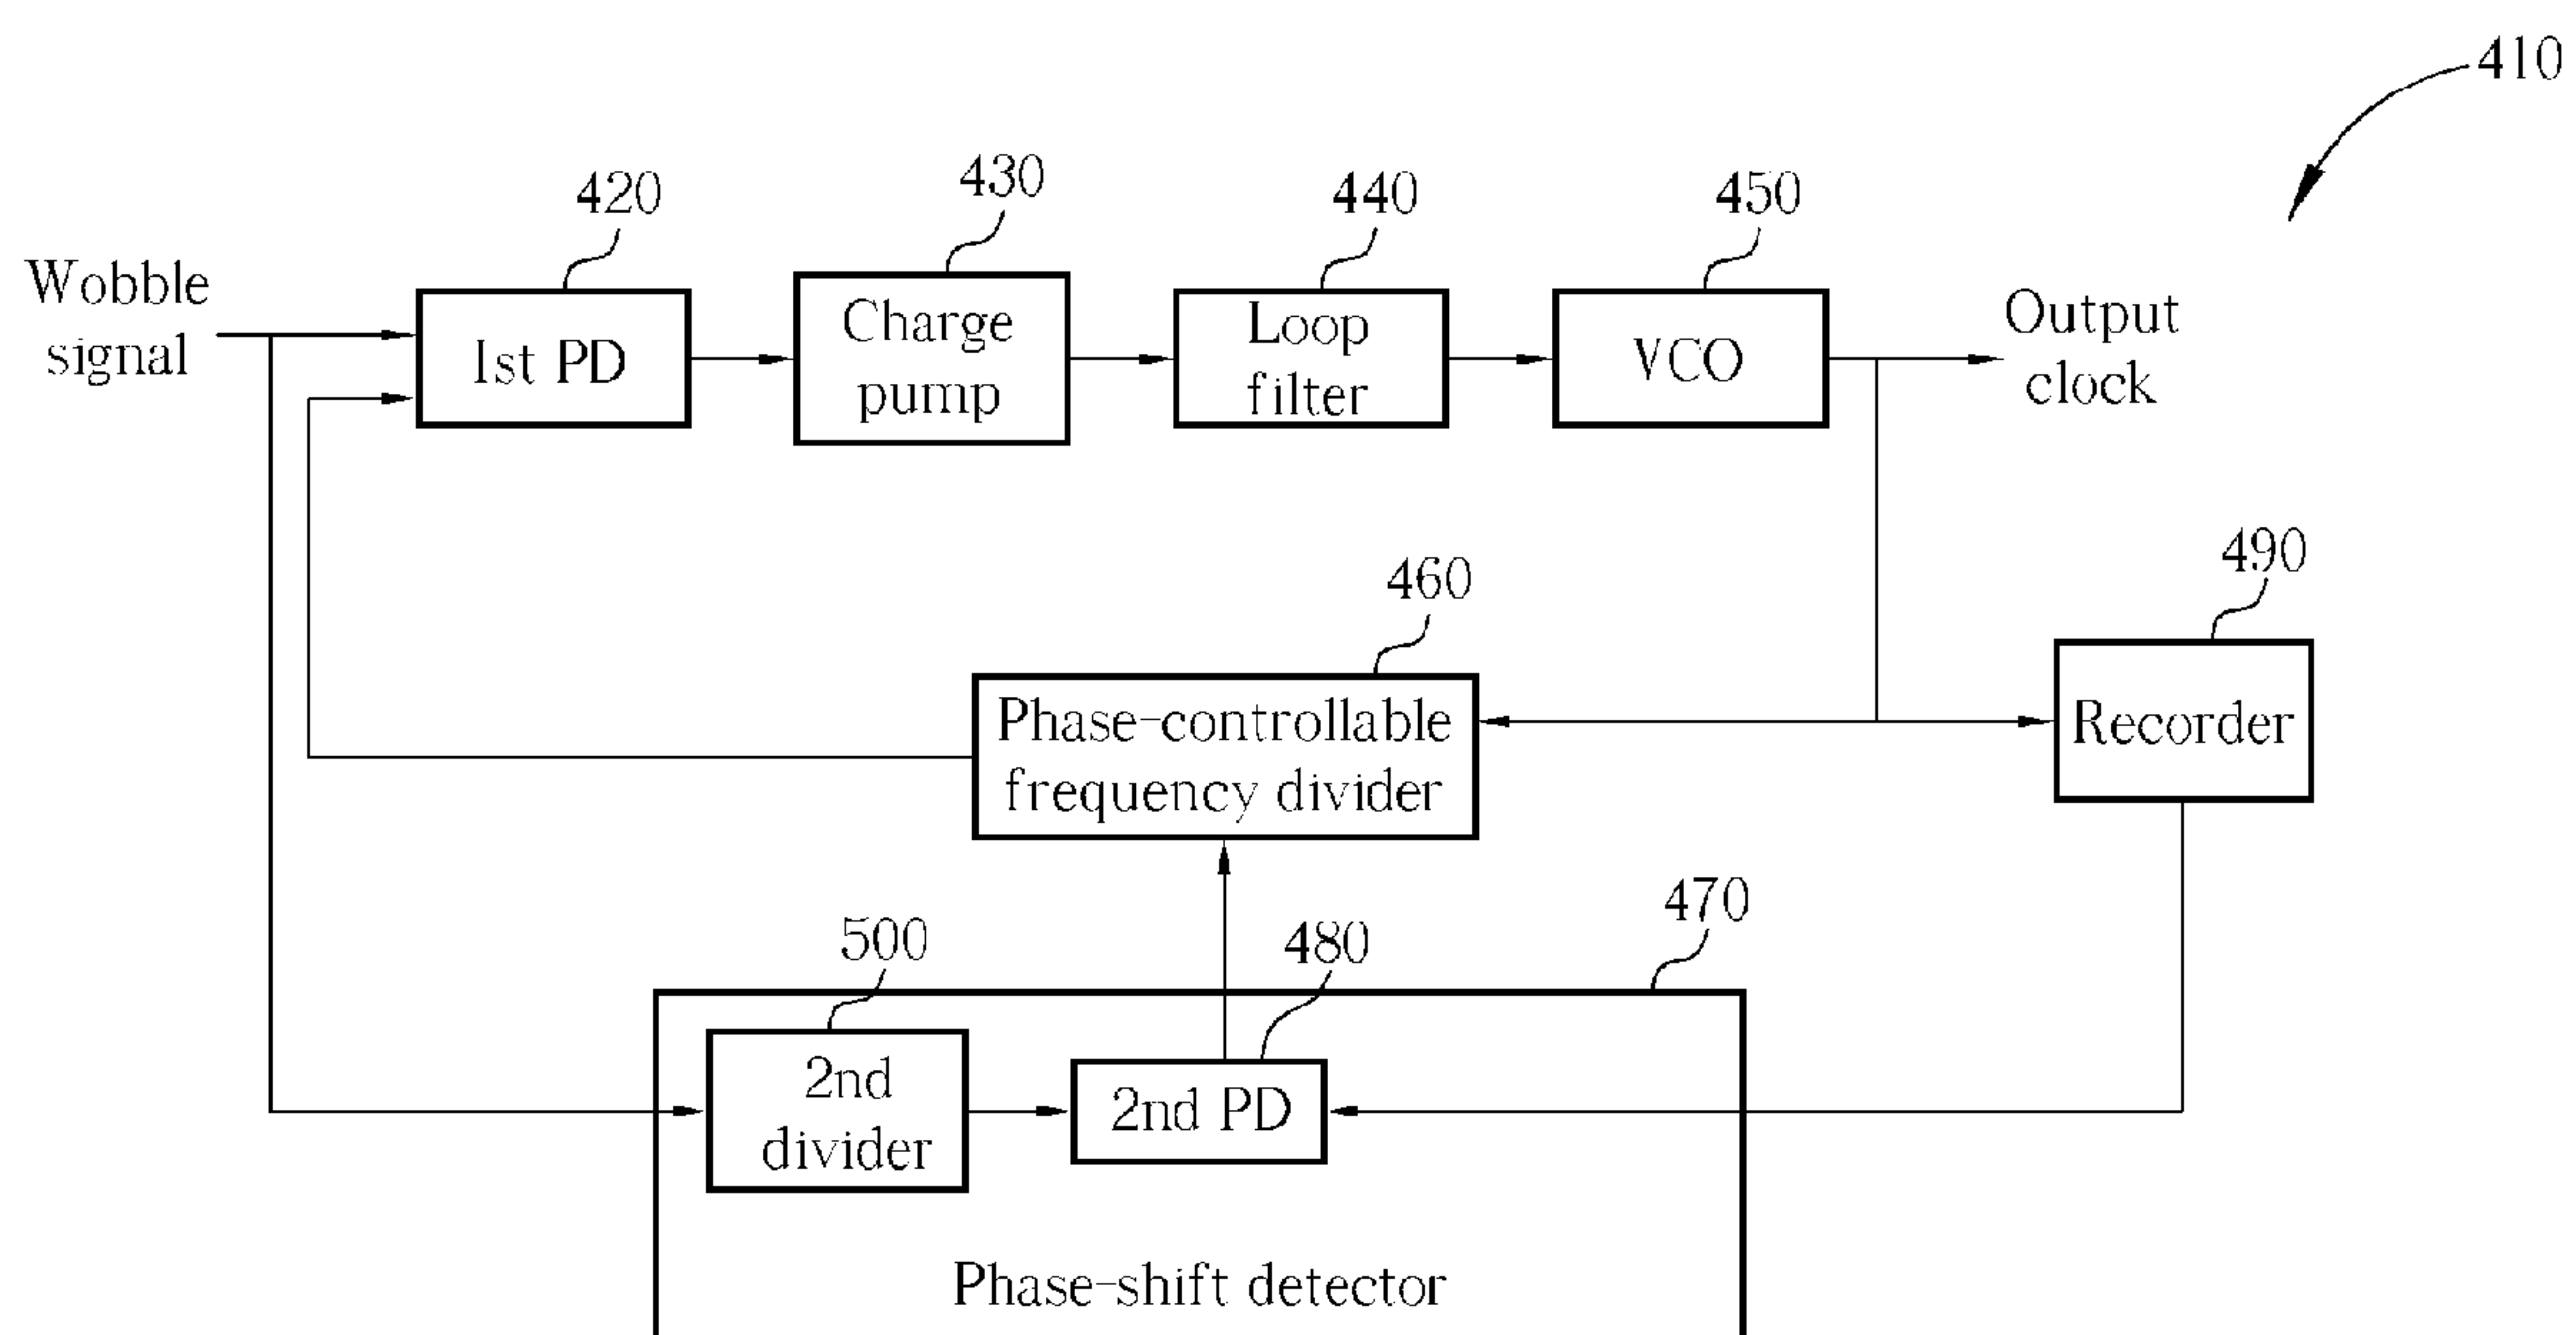 410
420
430
440
450
Wobble
signal
1st PD
Charge
pump
Loop
filter
VCO
Output
clock
460
490
Phase-controllable
frequency divider
Recorder
500
480
470
2nd
divider
2nd PD
Phase-shift detector